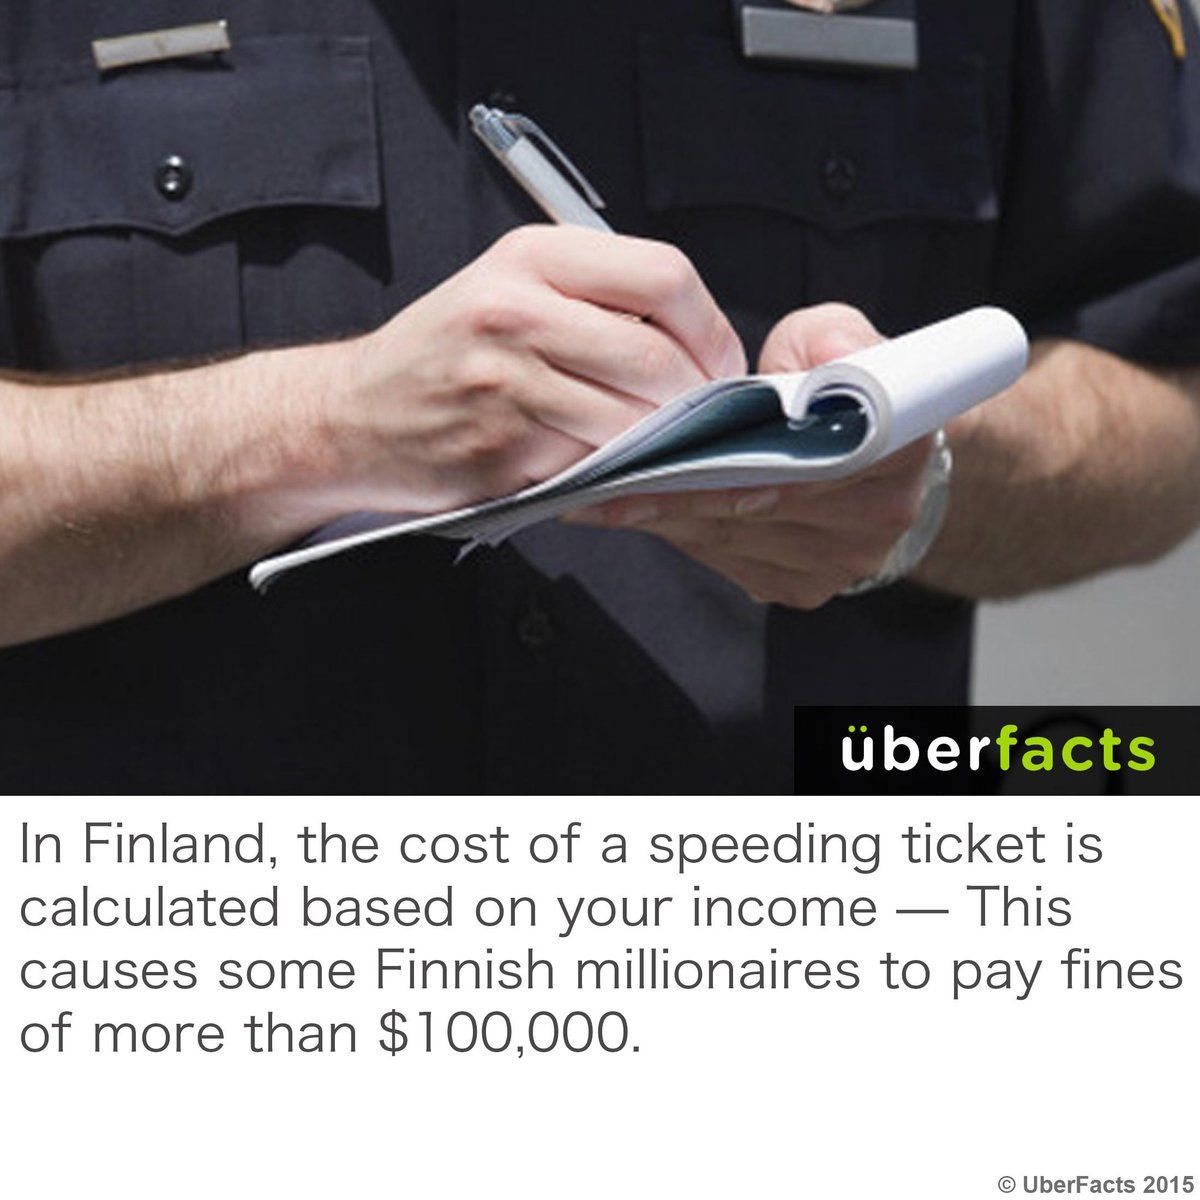 überfacts
In Finland, the cost of a speeding ticket is
calculated based on your income — This
causes some Finnish millionaires to pay fines
of more than $100,000.
© UberFacts 2015